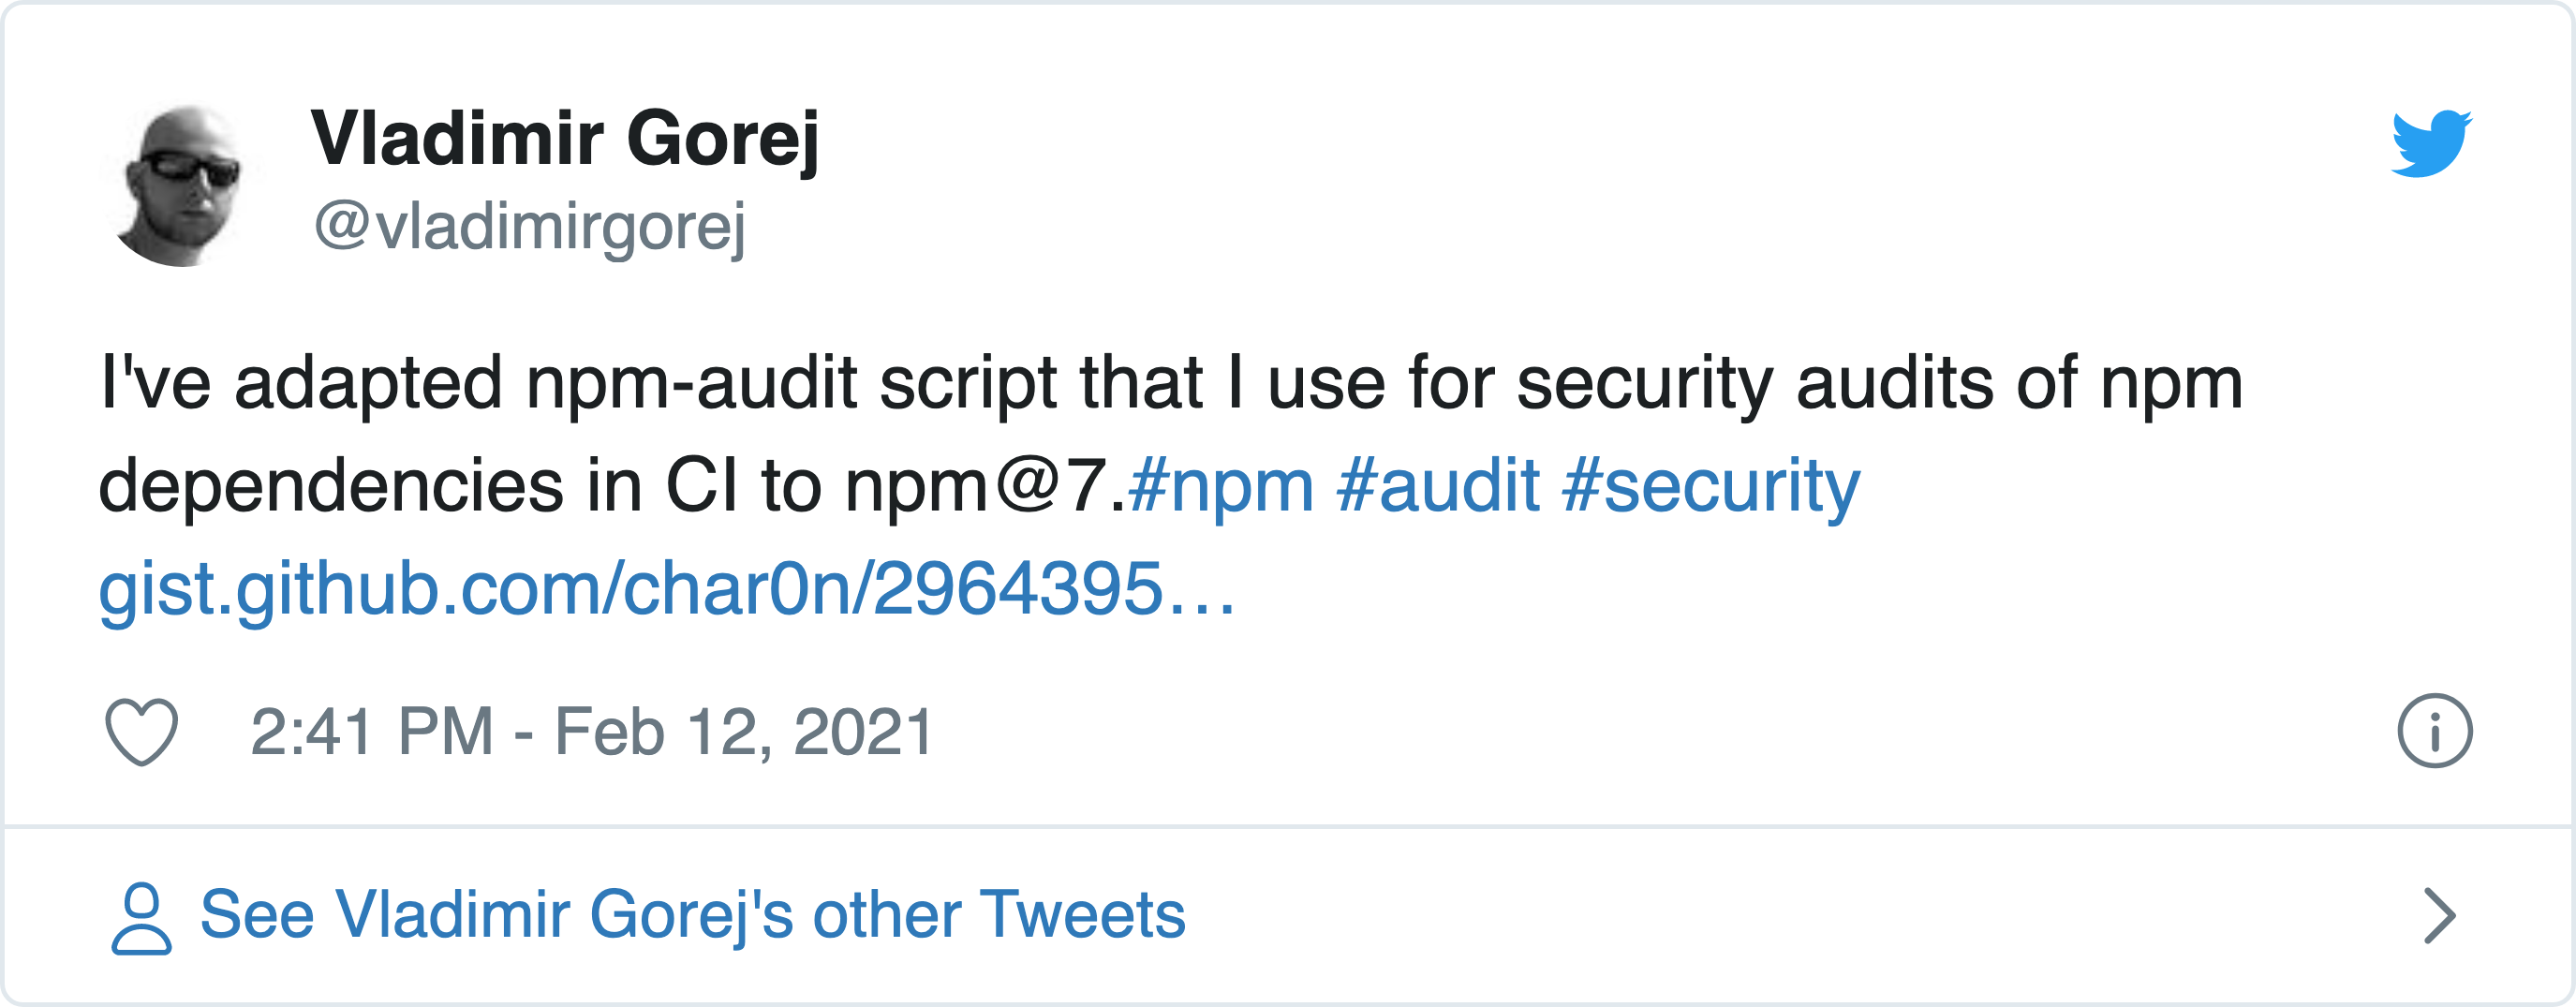 Vladimir Gorej
@vladimirgorej
I've adapted npm-audit script that I use for security audits of npm
dependencies in CI to npm@7.#npm #audit #security
gist.github.com/char0n/2964395…
2:41 PM - Feb 12, 2021
See Vladimir Gorej's other Tweets